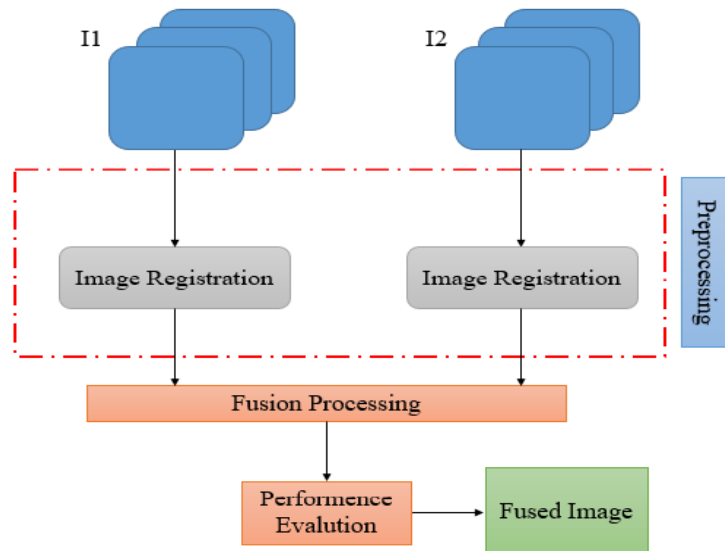 I1
I2
Image Registration
Image Registration
Preprocessing
Fusion Processing
Performence
Evalution
Fused Image